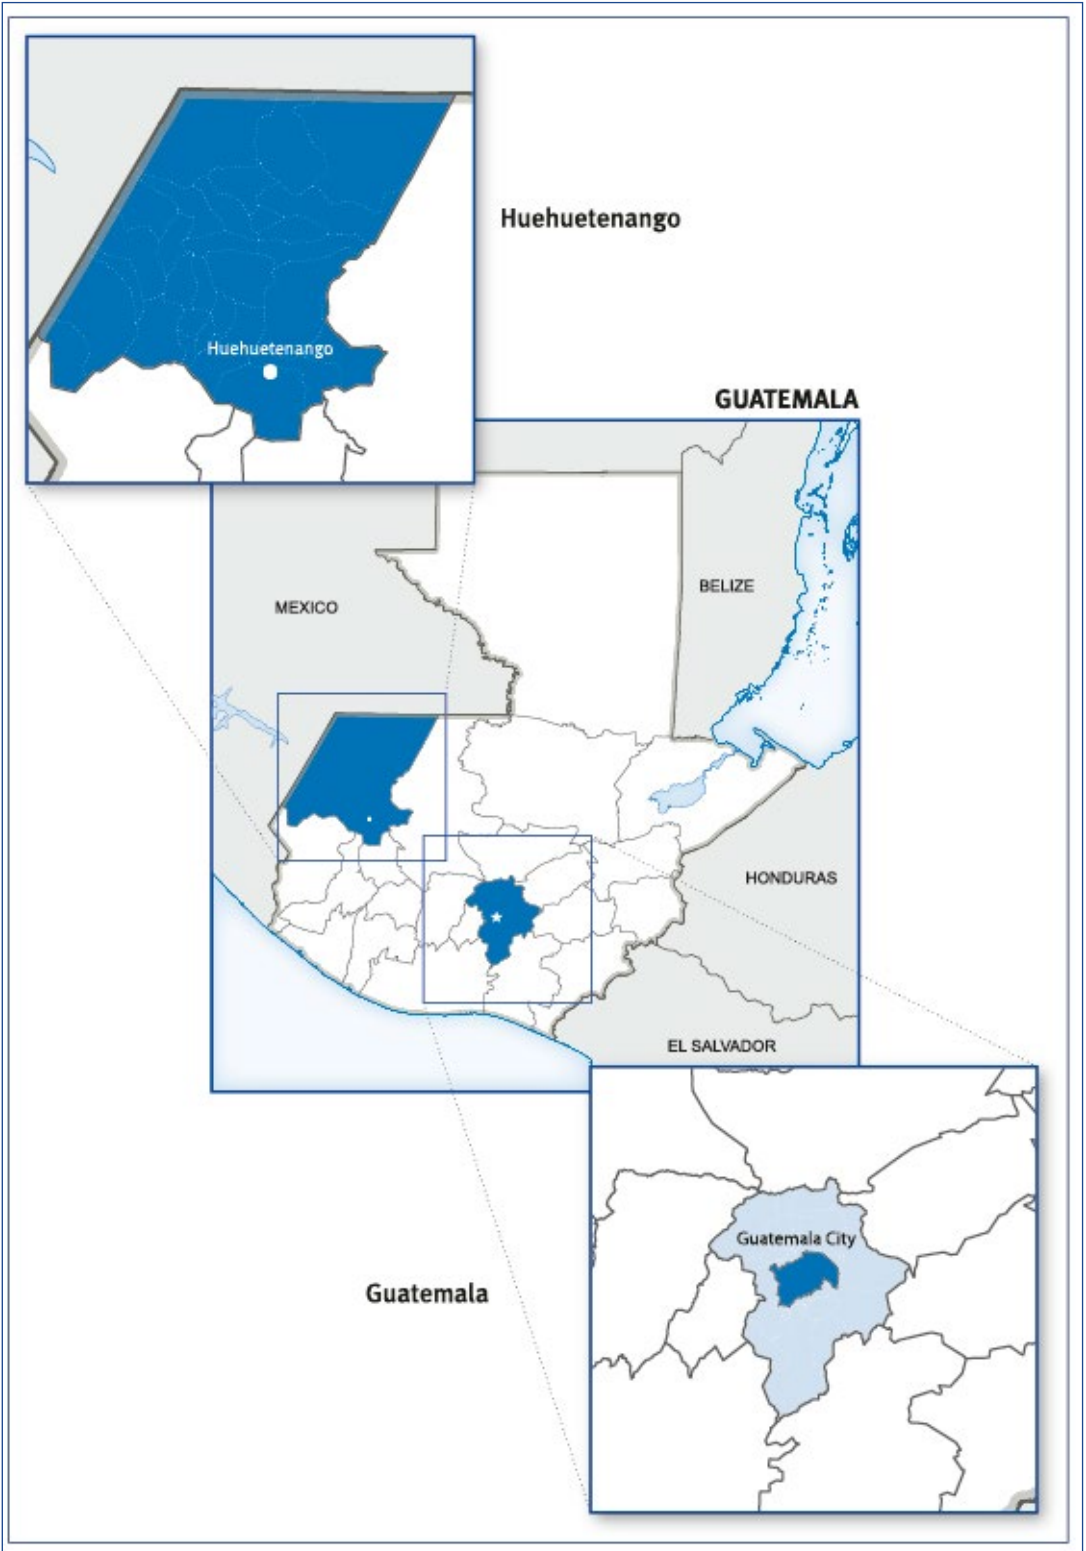 Huehuetenango
Huehuetenango
GUATEMALA
BELIZE
MEXICO
HONDURAS
EL SALVADOR
Guatemala City
Guatemala